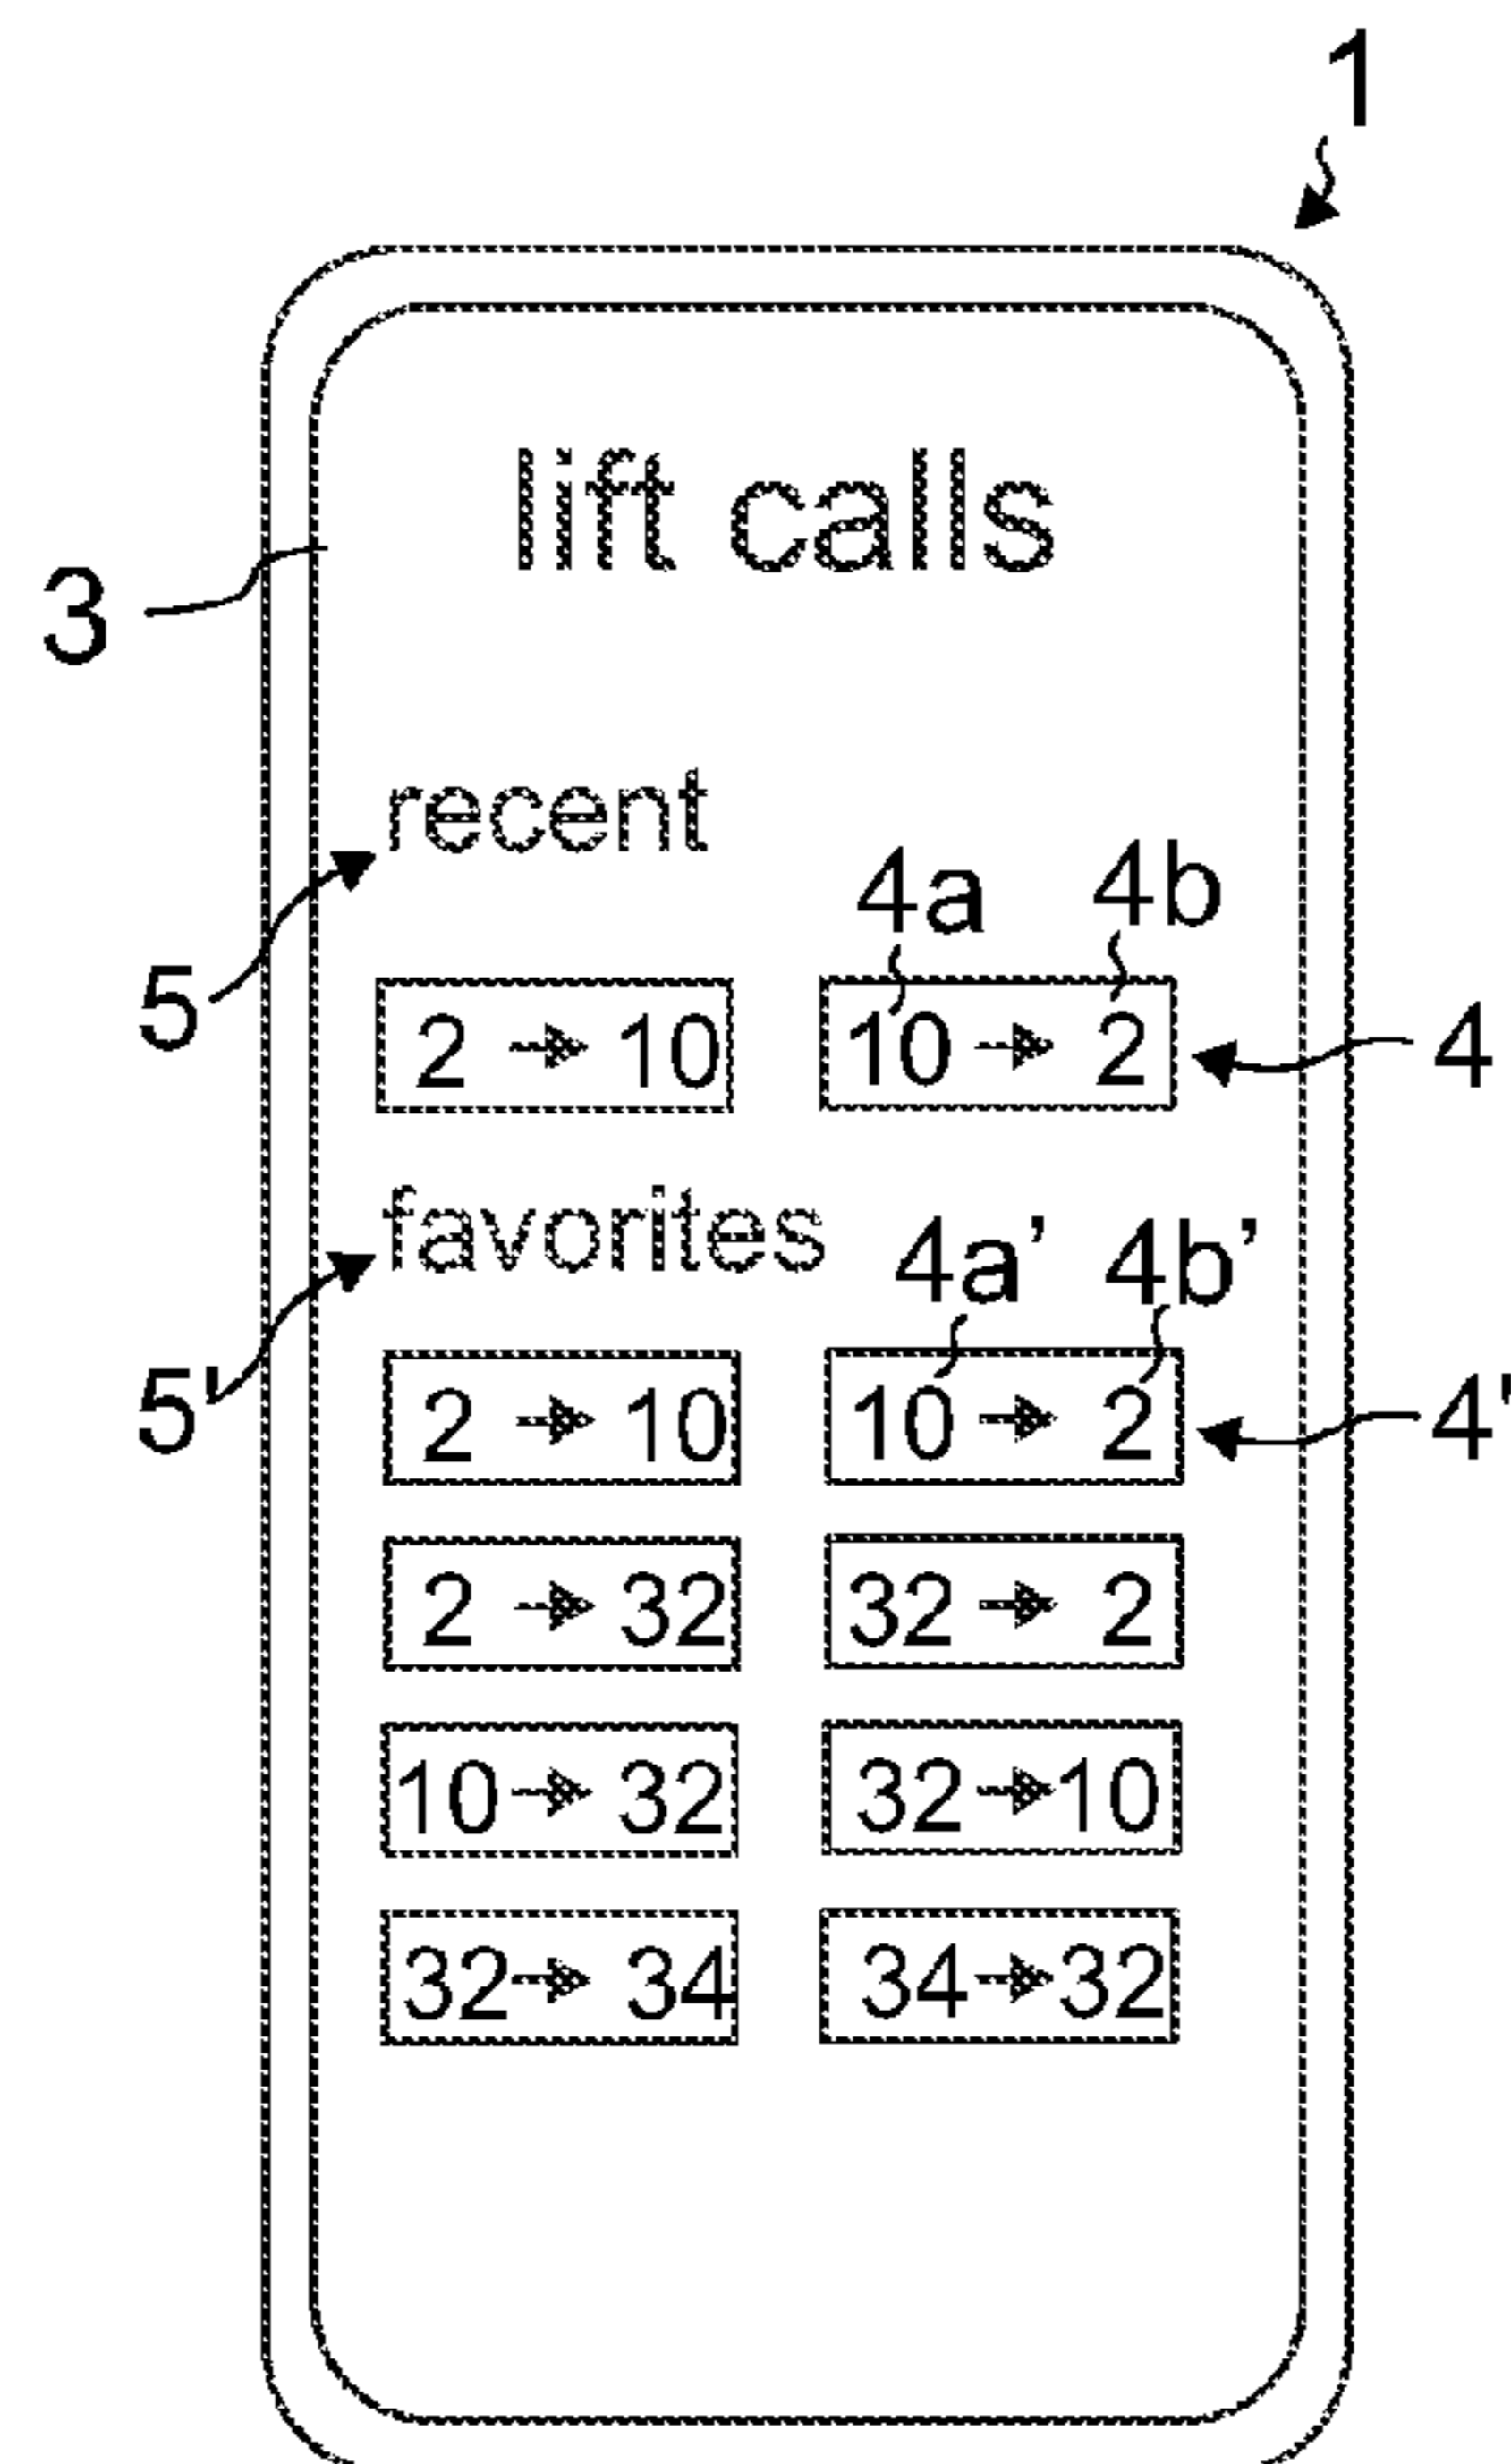 1
lift calls
3
recent
4a 4b
5
2 → 10 10 → 2 4
favorites
4a’ 4b’
5'
2 → 10 10 → 2 4'
2 → 32 32 → 2
10 → 32 32 → 10
32 → 34 34 → 32